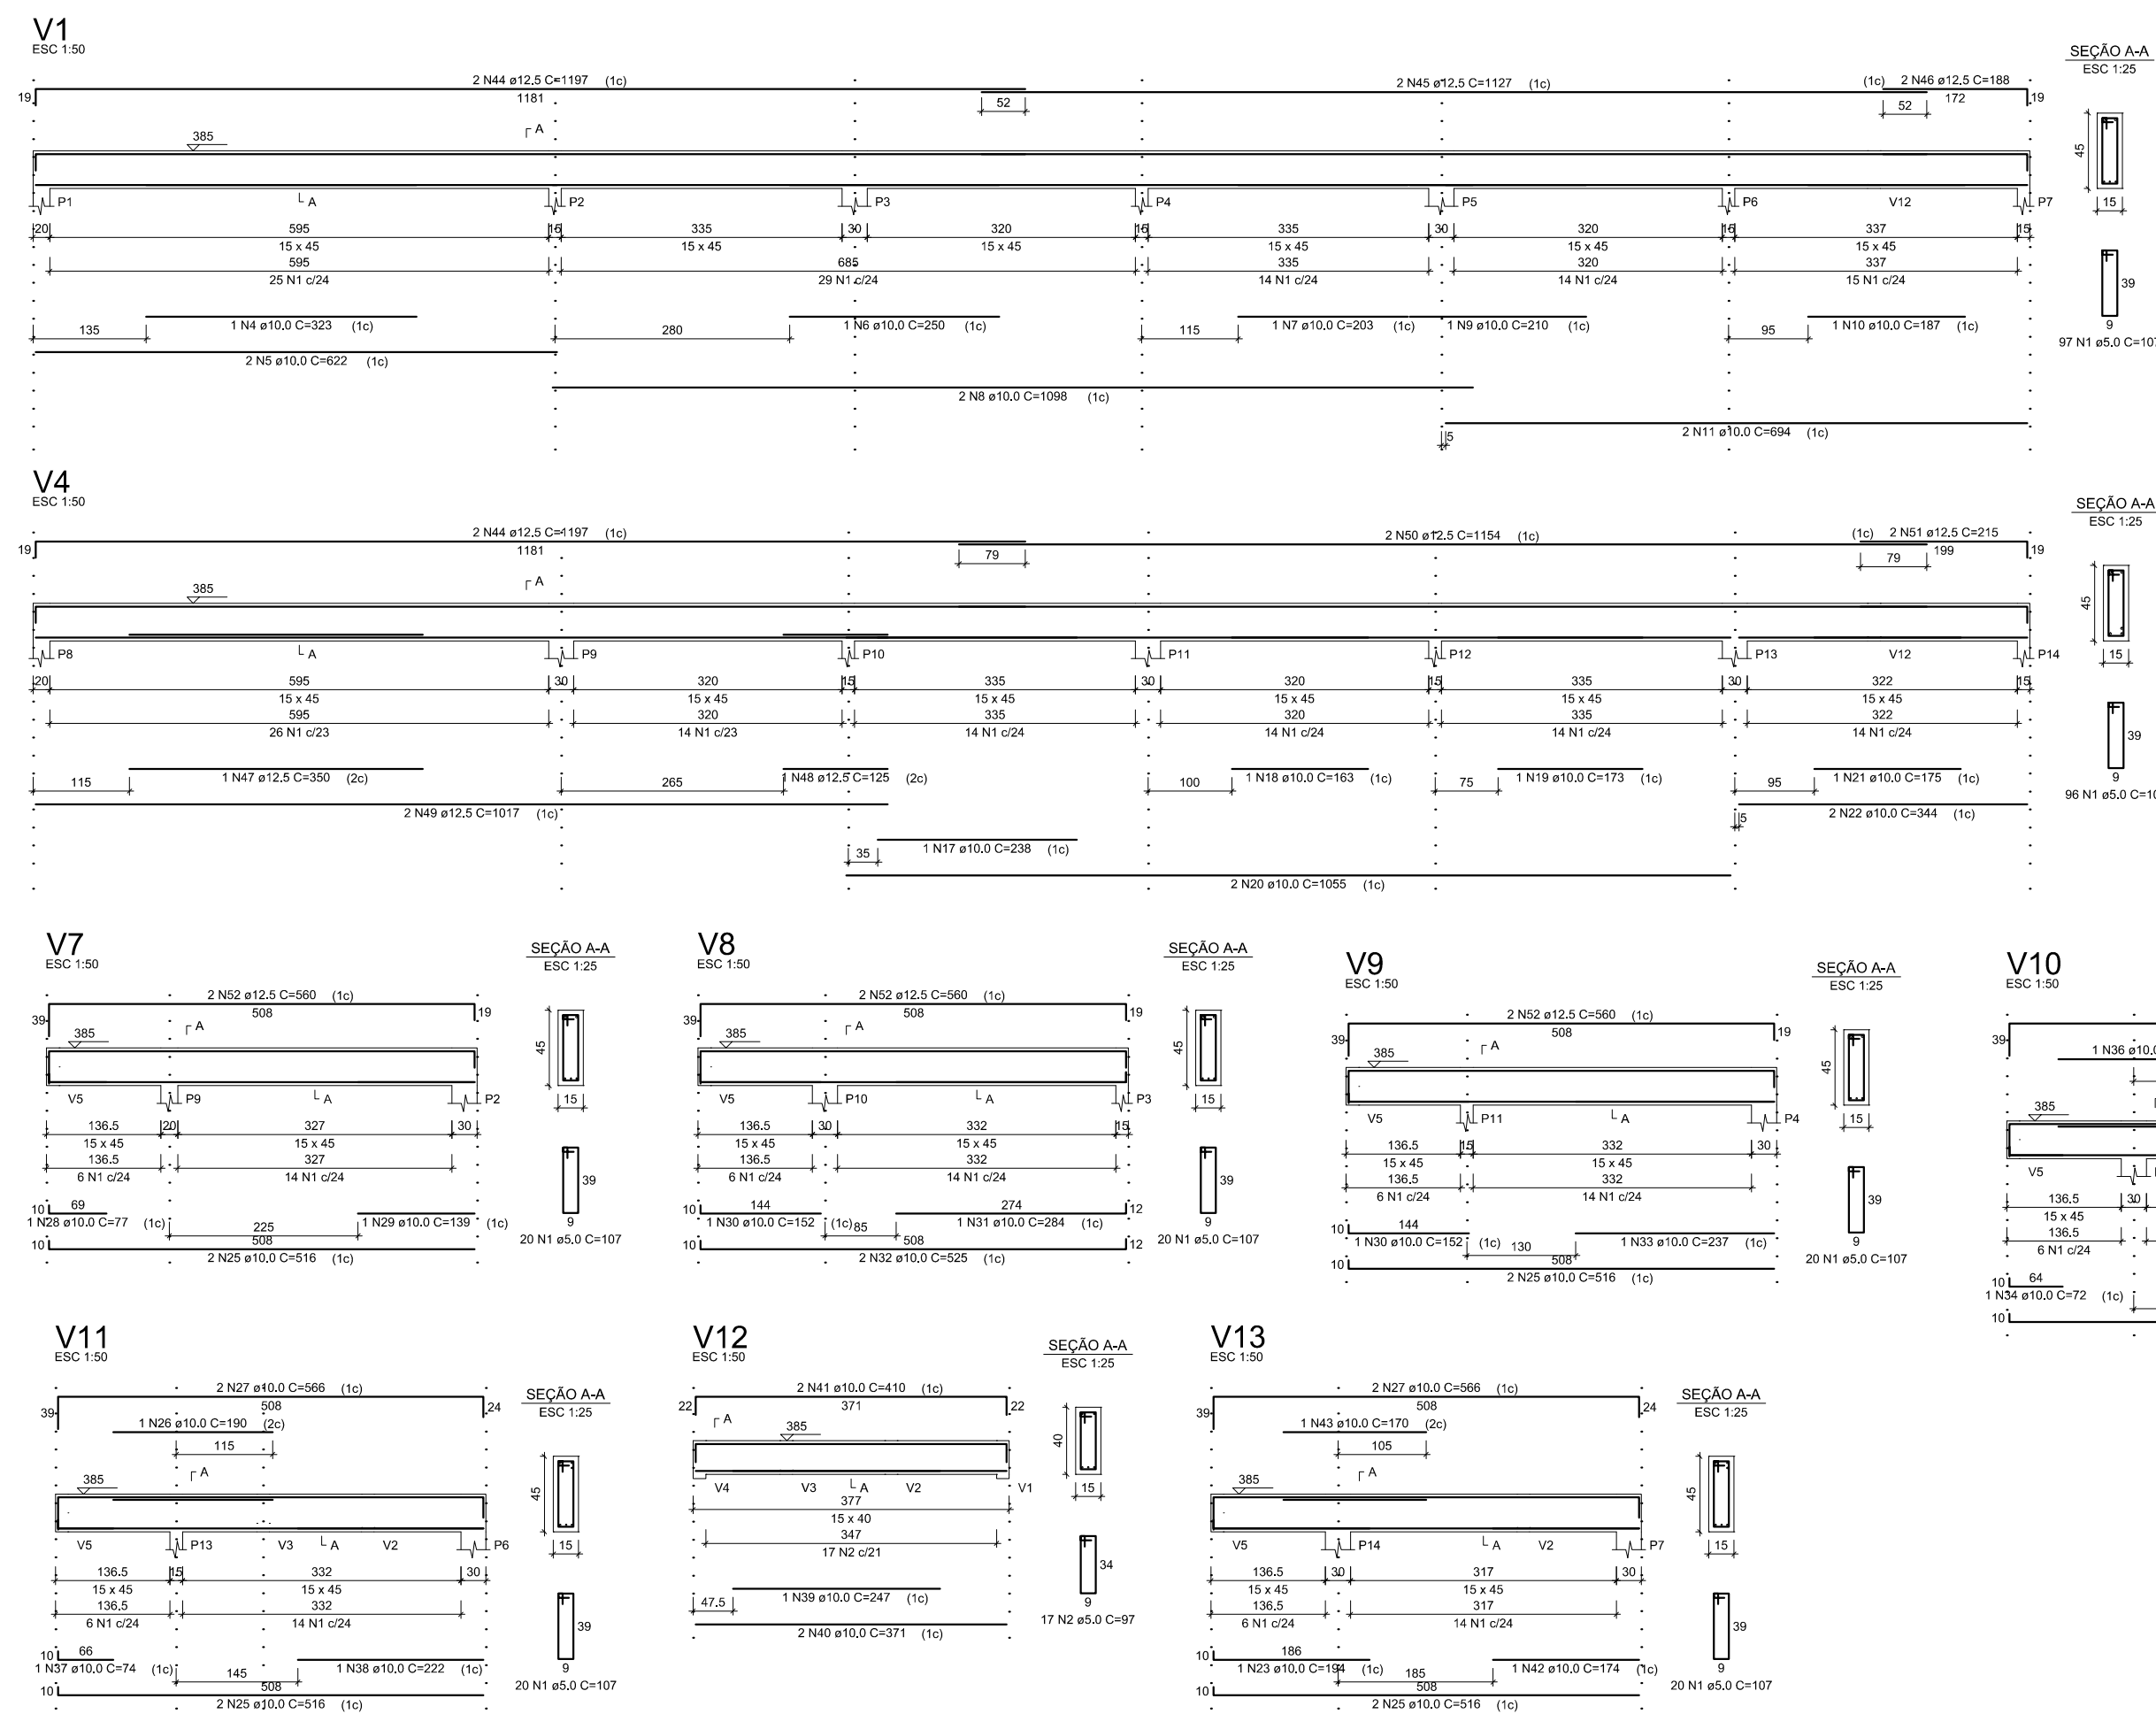 V1
ESC 1:50
SEÇÃO A-A
ESC 1:25
2 N44 ø12.5 C=1197 (1c)
2 N45 ø12.5 C=1127 (1c)
(1c) 2 N46 ø12.5 C=188
19
1181
52
52
172
19
A
385
45
P1
A
P2
P3
P4
P5
P6
V12
P7
15
20
595
15
335
30
320
15
335
30
320
15
337
15
15 x 45
15 x 45
15 x 45
15 x 45
15 x 45
15 x 45
595
685
335
320
337
25 N1 c/24
29 N1 c/24
14 N1 c/24
14 N1 c/24
15 N1 c/24
39
9
135
1 N4 ø10.0 C=323 (1c)
280
1 N6 ø10.0 C=250 (1c)
115
1 N7 ø10.0 C=203 (1c)
1 N9 ø10.0 C=210 (1c)
95
1 N10 ø10.0 C=187 (1c)
97 N1 ø5.0 C=107
2 N5 ø10.0 C=622 (1c)
2 N8 ø10.0 C=1098 (1c)
5
2 N11 ø10.0 C=694 (1c)
V4
ESC 1:50
SEÇÃO A-A
ESC 1:25
2 N44 ø12.5 C=1197 (1c)
2 N50 ø12.5 C=1154 (1c)
(1c) 2 N51 ø12.5 C=215
19
1181
79
79
199
19
A
385
45
P8
A
P9
P10
P11
P12
P13
V12
P14
15
20
595
30
320
15
335
30
320
15
335
30
322
15
15 x 45
15 x 45
15 x 45
15 x 45
15 x 45
15 x 45
595
320
335
320
335
322
26 N1 c/23
14 N1 c/23
14 N1 c/24
14 N1 c/24
14 N1 c/24
14 N1 c/24
39
9
115
1 N47 ø12.5 C=350 (2c)
265
1 N48 ø12.5 C=125 (2c)
100
1 N18 ø10.0 C=163 (1c)
75
1 N19 ø10.0 C=173 (1c)
95
1 N21 ø10.0 C=175 (1c)
96 N1 ø5.0 C=10
2 N49 ø12.5 C=1017 (1c)
5
2 N22 ø10.0 C=344 (1c)
35
1 N17 ø10.0 C=238 (1c)
2 N20 ø10.0 C=1055 (1c)
V7
ESC 1:50
SEÇÃO A-A
ESC 1:25
2 N52 ø12.5 C=560 (1c)
39
508
19
A
385
45
V5
P9
A
P2
15
136.5
20
327
30
15 x 45
15 x 45
136.5
327
6 N1 c/24
14 N1 c/24
39
9
20 N1 ø5.0 C=107
10
69
1 N28 ø10.0 C=77 (1c)
225
1 N29 ø10.0 C=139 (1c)
10
508
2 N25 ø10.0 C=516 (1c)
V8
ESC 1:50
SEÇÃO A-A
ESC 1:25
2 N52 ø12.5 C=560 (1c)
39
508
19
A
385
45
V5
P10
A
P3
15
136.5
30
332
15
15 x 45
15 x 45
136.5
332
6 N1 c/24
14 N1 c/24
39
9
20 N1 ø5.0 C=107
10
144
274
12
1 N30 ø10.0 C=152 (1c)
85
1 N31 ø10.0 C=284 (1c)
10
508
12
2 N32 ø10.0 C=525 (1c)
V9
ESC 1:50
SEÇÃO A-A
ESC 1:25
2 N52 ø12.5 C=560 (1c)
39
508
19
A
385
45
V5
P11
A
P4
15
136.5
15
332
30
15 x 45
15 x 45
136.5
332
6 N1 c/24
14 N1 c/24
39
9
20 N1 ø5.0 C=107
10
144
1 N30 ø10.0 C=152 (1c)
130
1 N33 ø10.0 C=237 (1c)
10
508
2 N25 ø10.0 C=516 (1c)
V10
ESC 1:50
39
1 N36 ø10.0
385
V5
136.5
30
15 x 45
136.5
6 N1 c/24
10
64
1 N34 ø10.0 C=72 (1c)
10
V11
ESC 1:50
SEÇÃO A-A
ESC 1:25
2 N27 ø10.0 C=566 (1c)
39
508
24
1 N26 ø10.0 C=190 (2c)
115
A
385
45
V5
P13
V3
A
V2
P6
15
136.5
15
332
30
15 x 45
15 x 45
136.5
332
6 N1 c/24
14 N1 c/24
39
9
20 N1 ø5.0 C=107
10
66
1 N37 ø10.0 C=74 (1c)
145
1 N38 ø10.0 C=222 (1c)
10
508
2 N25 ø10.0 C=516 (1c)
V12
ESC 1:50
SEÇÃO A-A
ESC 1:25
2 N41 ø10.0 C=410 (1c)
22
371
22
A
385
40
V4
V3
A
V2
V1
15
377
15 x 40
347
17 N2 c/21
34
9
17 N2 ø5.0 C=97
47.5
1 N39 ø10.0 C=247 (1c)
2 N40 ø10.0 C=371 (1c)
V13
ESC 1:50
SEÇÃO A-A
ESC 1:25
2 N27 ø10.0 C=566 (1c)
39
508
24
1 N43 ø10.0 C=170 (2c)
105
A
385
45
V5
P14
A
V2
P7
15
136.5
30
317
30
15 x 45
15 x 45
136.5
317
6 N1 c/24
14 N1 c/24
39
9
20 N1 ø5.0 C=107
10
186
1 N23 ø10.0 C=194 (1c)
185
1 N42 ø10.0 C=174 (1c)
10
508
2 N25 ø10.0 C=516 (1c)